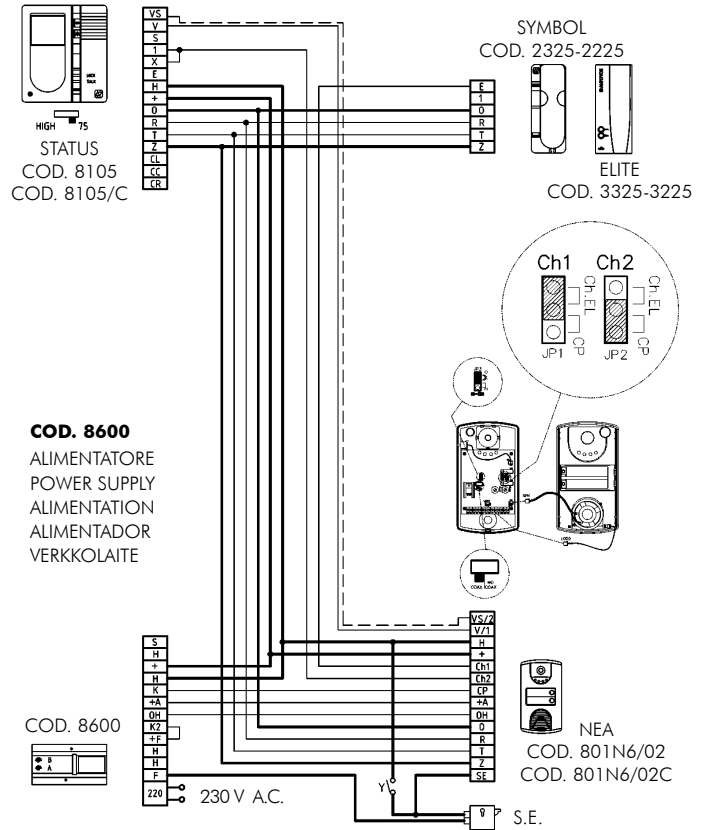 VS
V
S
1
X
E
H
+
0
R
T
Z
CL
CC
CR
HIGH 75
STATUS
COD. 8105
COD. 8105/C
SYMBOL
COD. 2325-2225
E
1
0
R
T
Z
ELITE
COD. 3325-3225
Ch1 Ch2
Ch.EL
CP
JP1
Ch.EL
CP
JP2
COD. 8600
ALIMENTATORE
POWER SUPPLY
ALIMENTATION
ALIMENTADOR
VERKKOLAITE
S
H
+
H
K
+A
OH
K2
+F
H
H
F
220
230 V A.C.
COD. 8600
B
A
VS/2
V/1
H
+
Ch1
Ch2
CP
+A
OH
0
R
T
Z
SE
Y
NEA
COD. 801N6/02
COD. 801N6/02C
S.E.